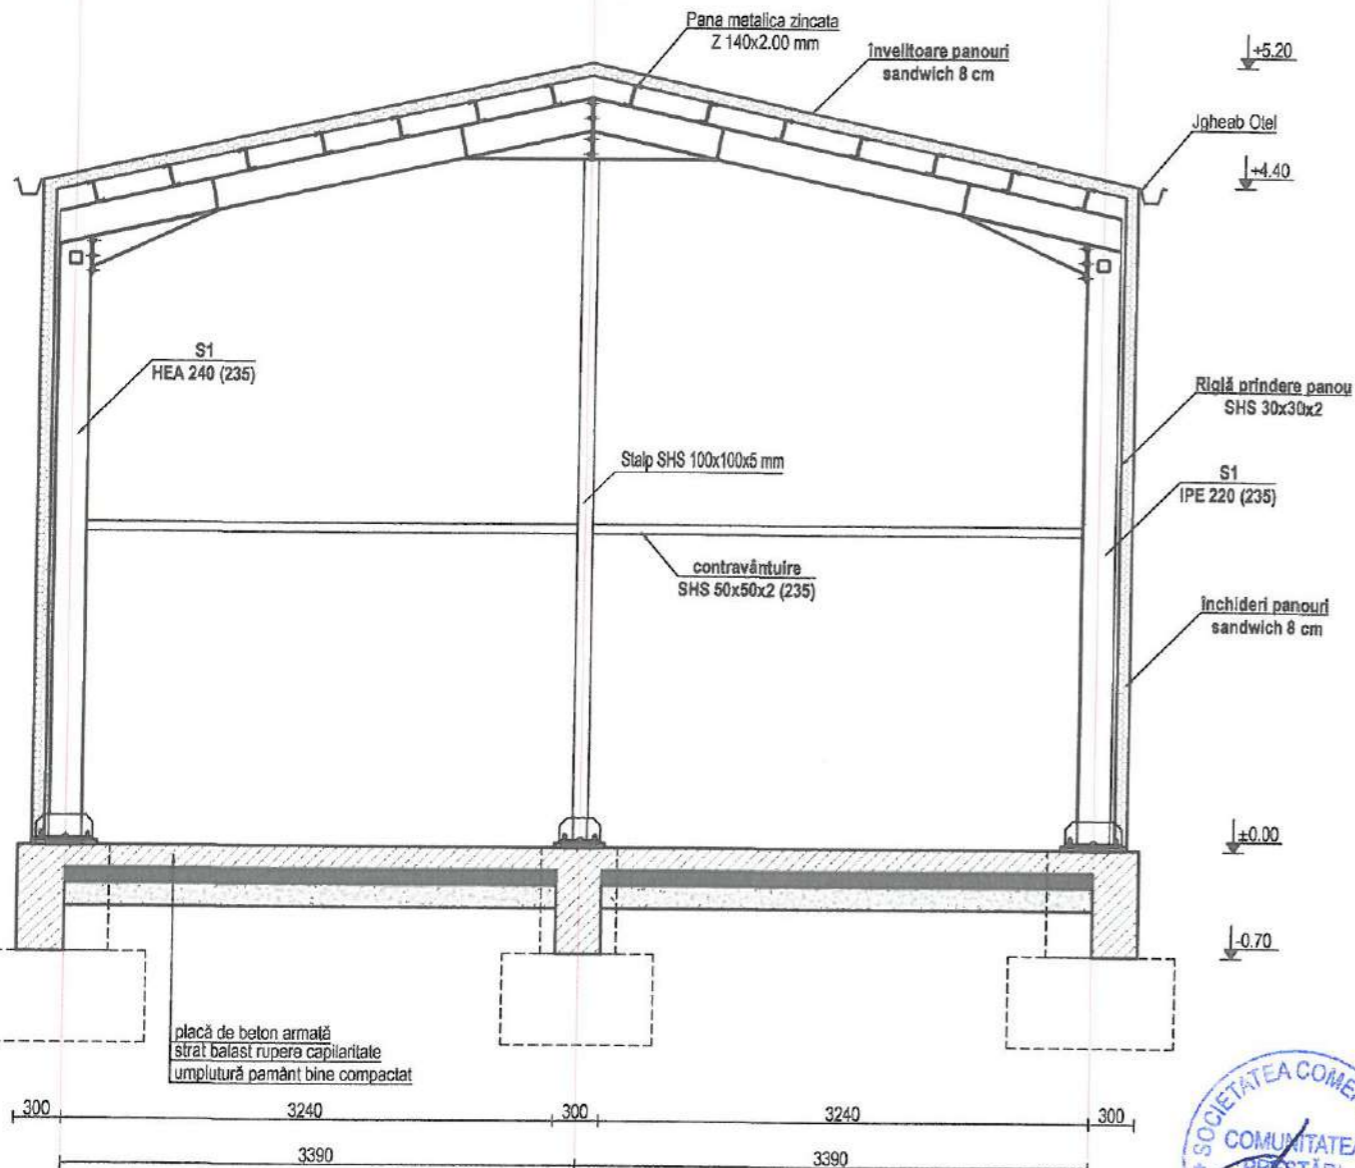 Pana metalica zincata
Z 140x2.00 mm
învelitoare panouri
sandwich 8 cm
+5.20
Jgheab Oțel
+4.40
S1
HEA 240 (235)
Riglă prindere panou
SHS 30x30x2
Stalp SHS 100x100x5 mm
S1
IPE 220 (235)
contravântuire
SHS 50x50x2 (235)
închideri panouri
sandwich 8 cm
±0.00
-0.70
placă de beton armată
strat balast rupere capilaritate
umplutură pamânt bine compactat
300 3240 300 3240 300
3390 3390
SOCIETATEA COMER
COMUNITATEA